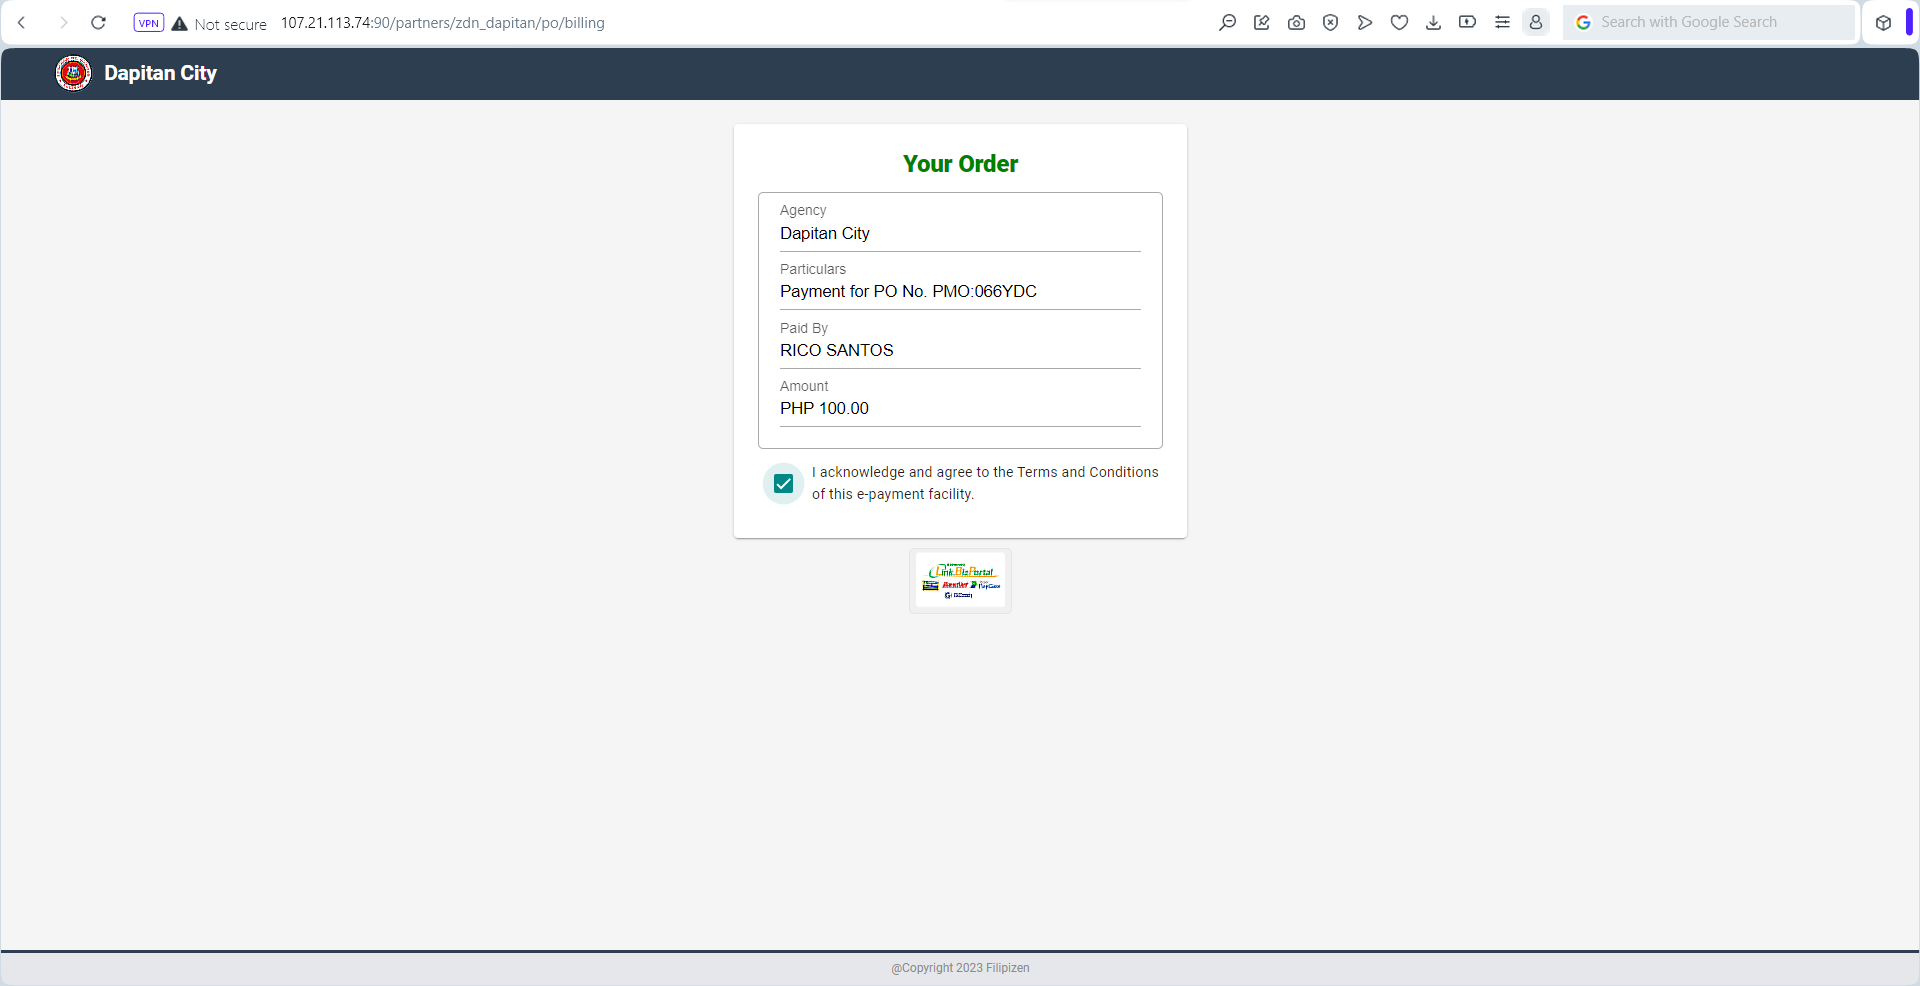 VPN
Not secure
107.21.113.74:90/partners/zdn_dapitan/po/billing
Search with Google Search
Dapitan City
Your Order
Agency
Dapitan City
Particulars
Payment for PO No. PMO:066YDC
Paid By
RICO SANTOS
Amount
PHP 100.00
I acknowledge and agree to the Terms and Conditions
of this e-payment facility.
Link.BizPortal
@Copyright 2023 Filipizen